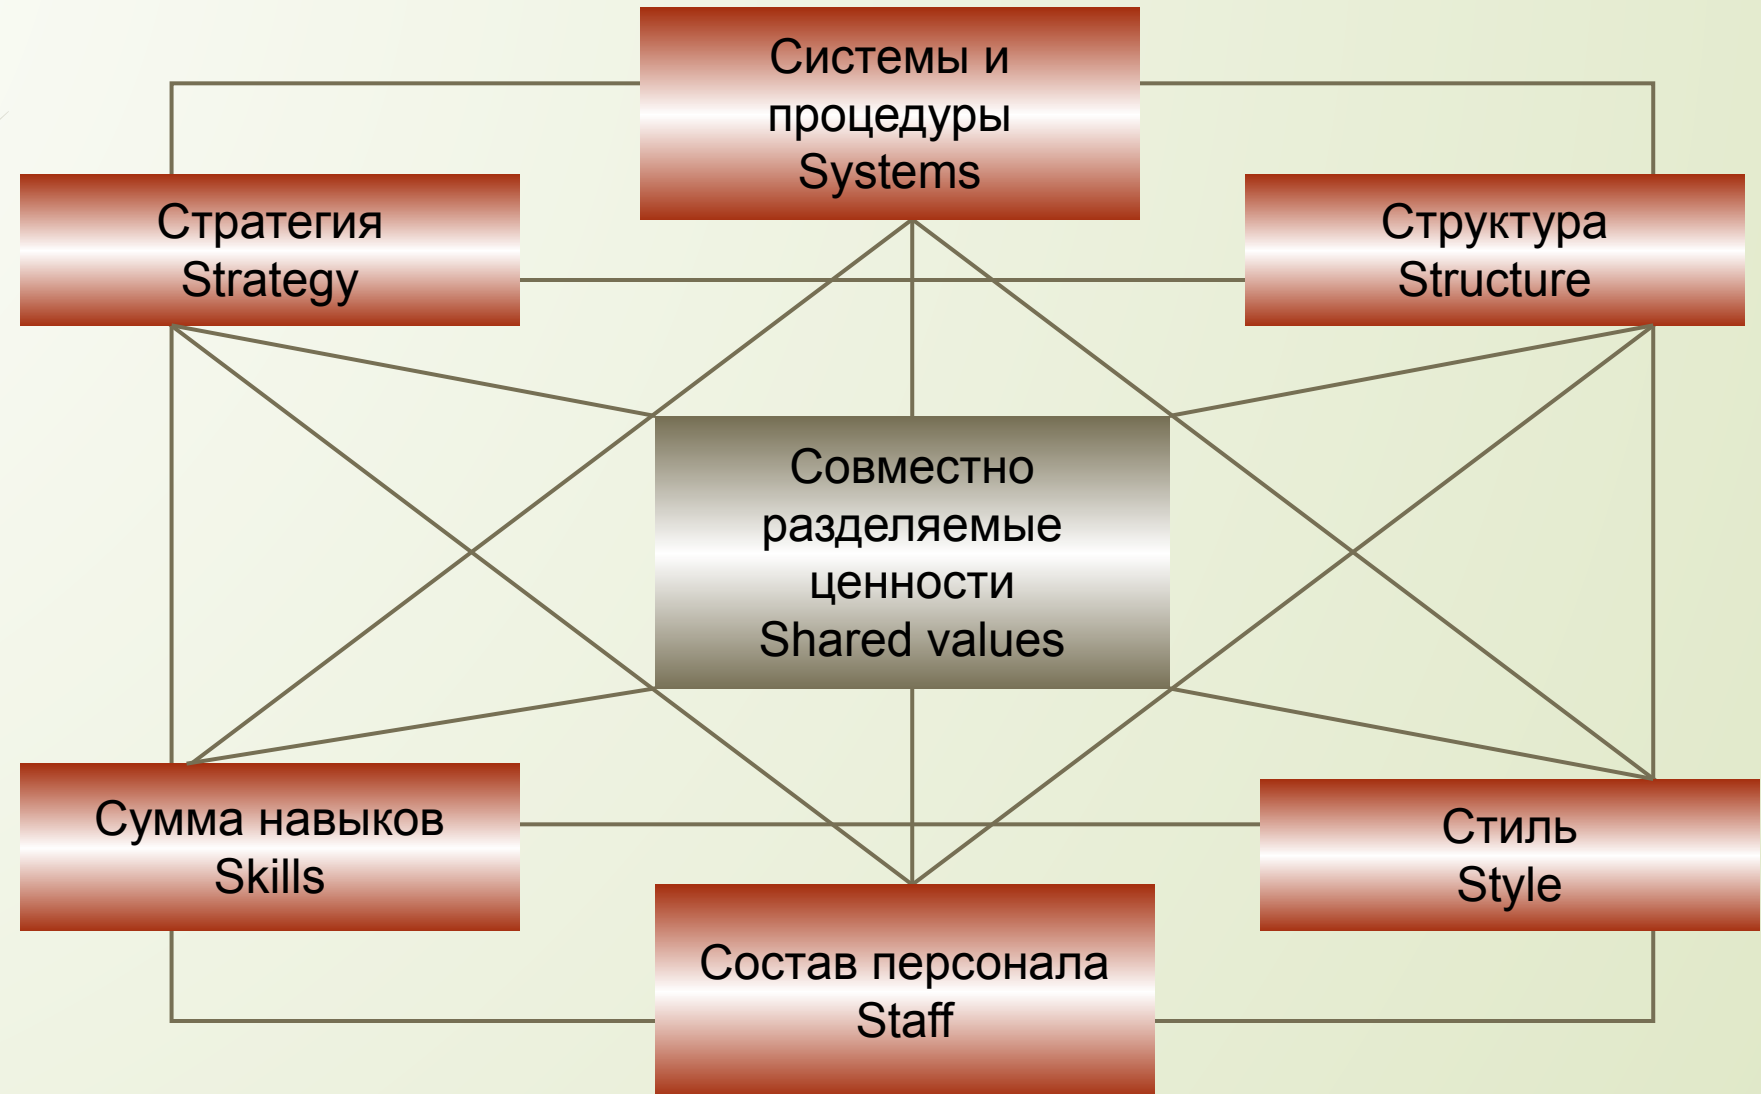 Системы и
процедуры
Systems
Стратегия
Strategy
Структура
Structure
Совместно
разделяемые
ценности
Shared values
Сумма навыков
Skills
Стиль
Style
Состав персонала
Staff